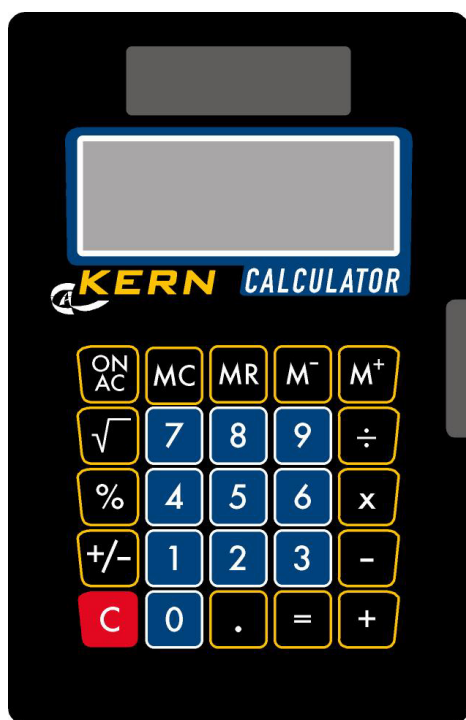 KERN CALCULATOR
ON AC MC MR M⁻ M⁺
√ 7 8 9 ÷
% 4 5 6 x
+/- 1 2 3 -
C 0 . = +